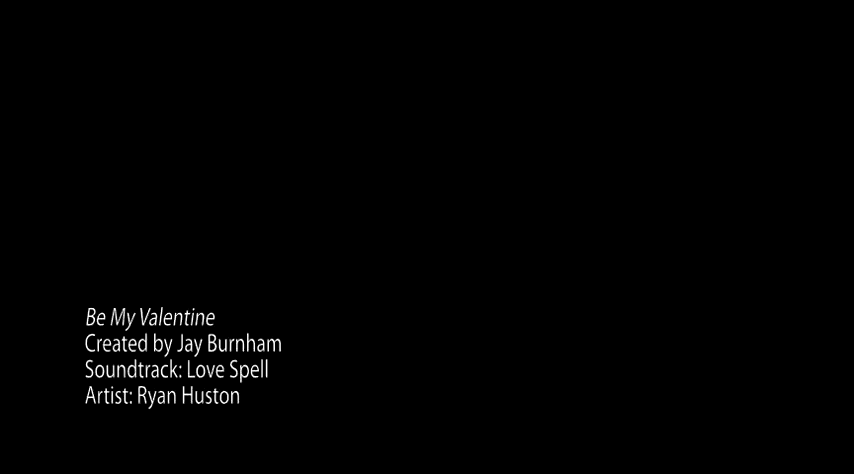 Be My Valentine
Created by Jay Burnham
Soundtrack: Love Spell
Artist: Ryan Huston